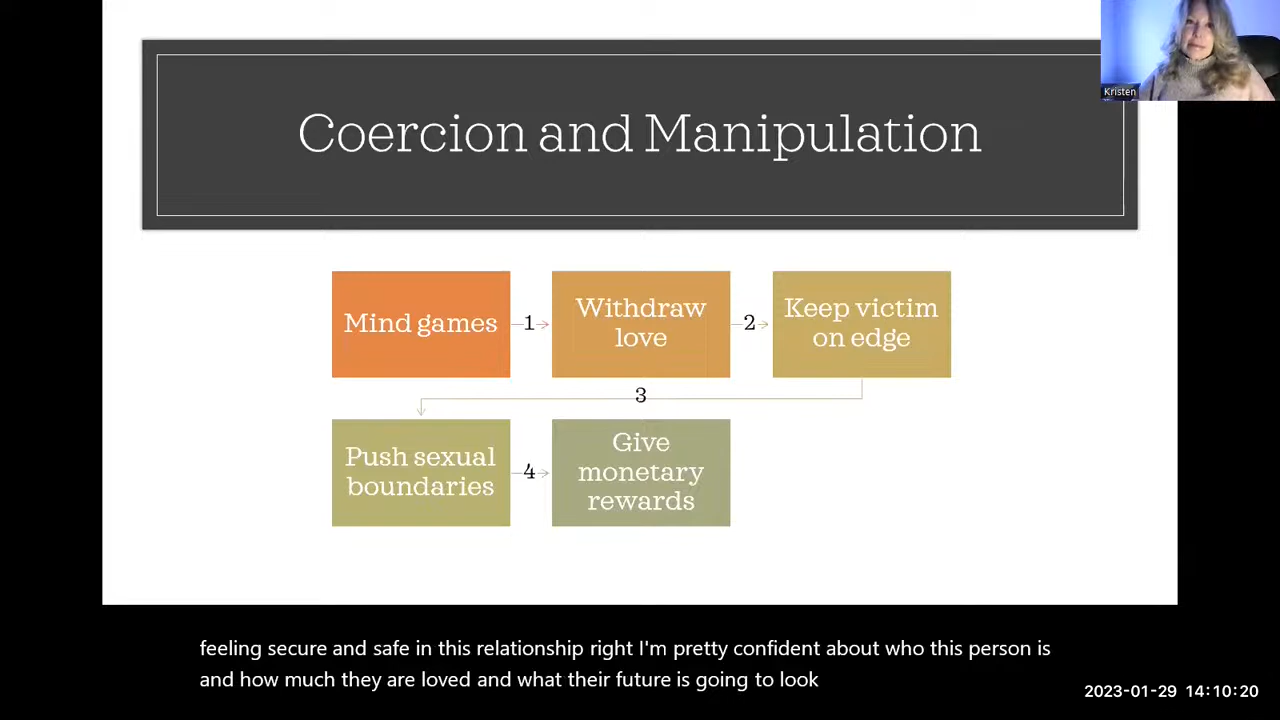 Coercion and Manipulation
Kristen
Mind games
1
Withdraw
love
2
Keep victim
on edge
3
Push sexual
boundaries
4
Give
monetary
rewards
feeling secure and safe in this relationship right I'm pretty confident about who this person is
and how much they are loved and what their future is going to look
2023-01-29 14:10:20